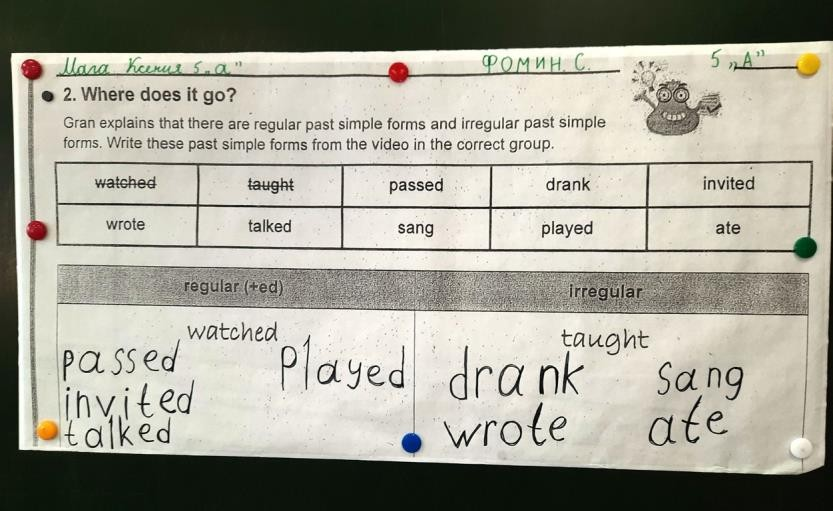 Мага Ксения 5 „а" ФОМИН. С. 5 „А"
2. Where does it go?
Gran explains that there are regular past simple forms and irregular past simple
forms. Write these past simple forms from the video in the correct group.
watched taught passed drank invited
wrote talked sang played ate
regular (+ed) irregular
watched taught
passed played drank sang
invited wrote ate
talked